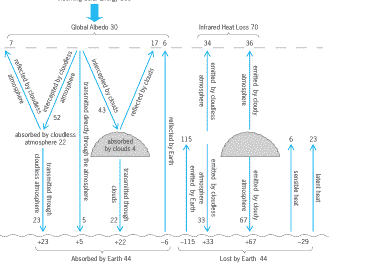 Global Albedo 30
Infrared Heat Loss 70
7
17 6
34
36
reflected by cloudless
atmosphere
intercepted by cloudless
atmosphere
52
transmitted directly through the atmosphere
intercepted by clouds
43
reflected by clouds
reflected by Earth
atmosphere
emitted by cloudless
atmosphere
emitted by cloudy
absorbed by cloudless
atmosphere 22
absorbed
by clouds 4
115
6
23
cloudless atmosphere
transmitted through
23
5
clouds
transmitted through
22
emitted by Earth
atmosphere
emitted by cloudless
33
atmosphere
emitted by cloudy
67
sensible heat
latent heat
+23
+5
+22
−6
−115
+33
+67
−29
Absorbed by Earth 44
Lost by Earth 44